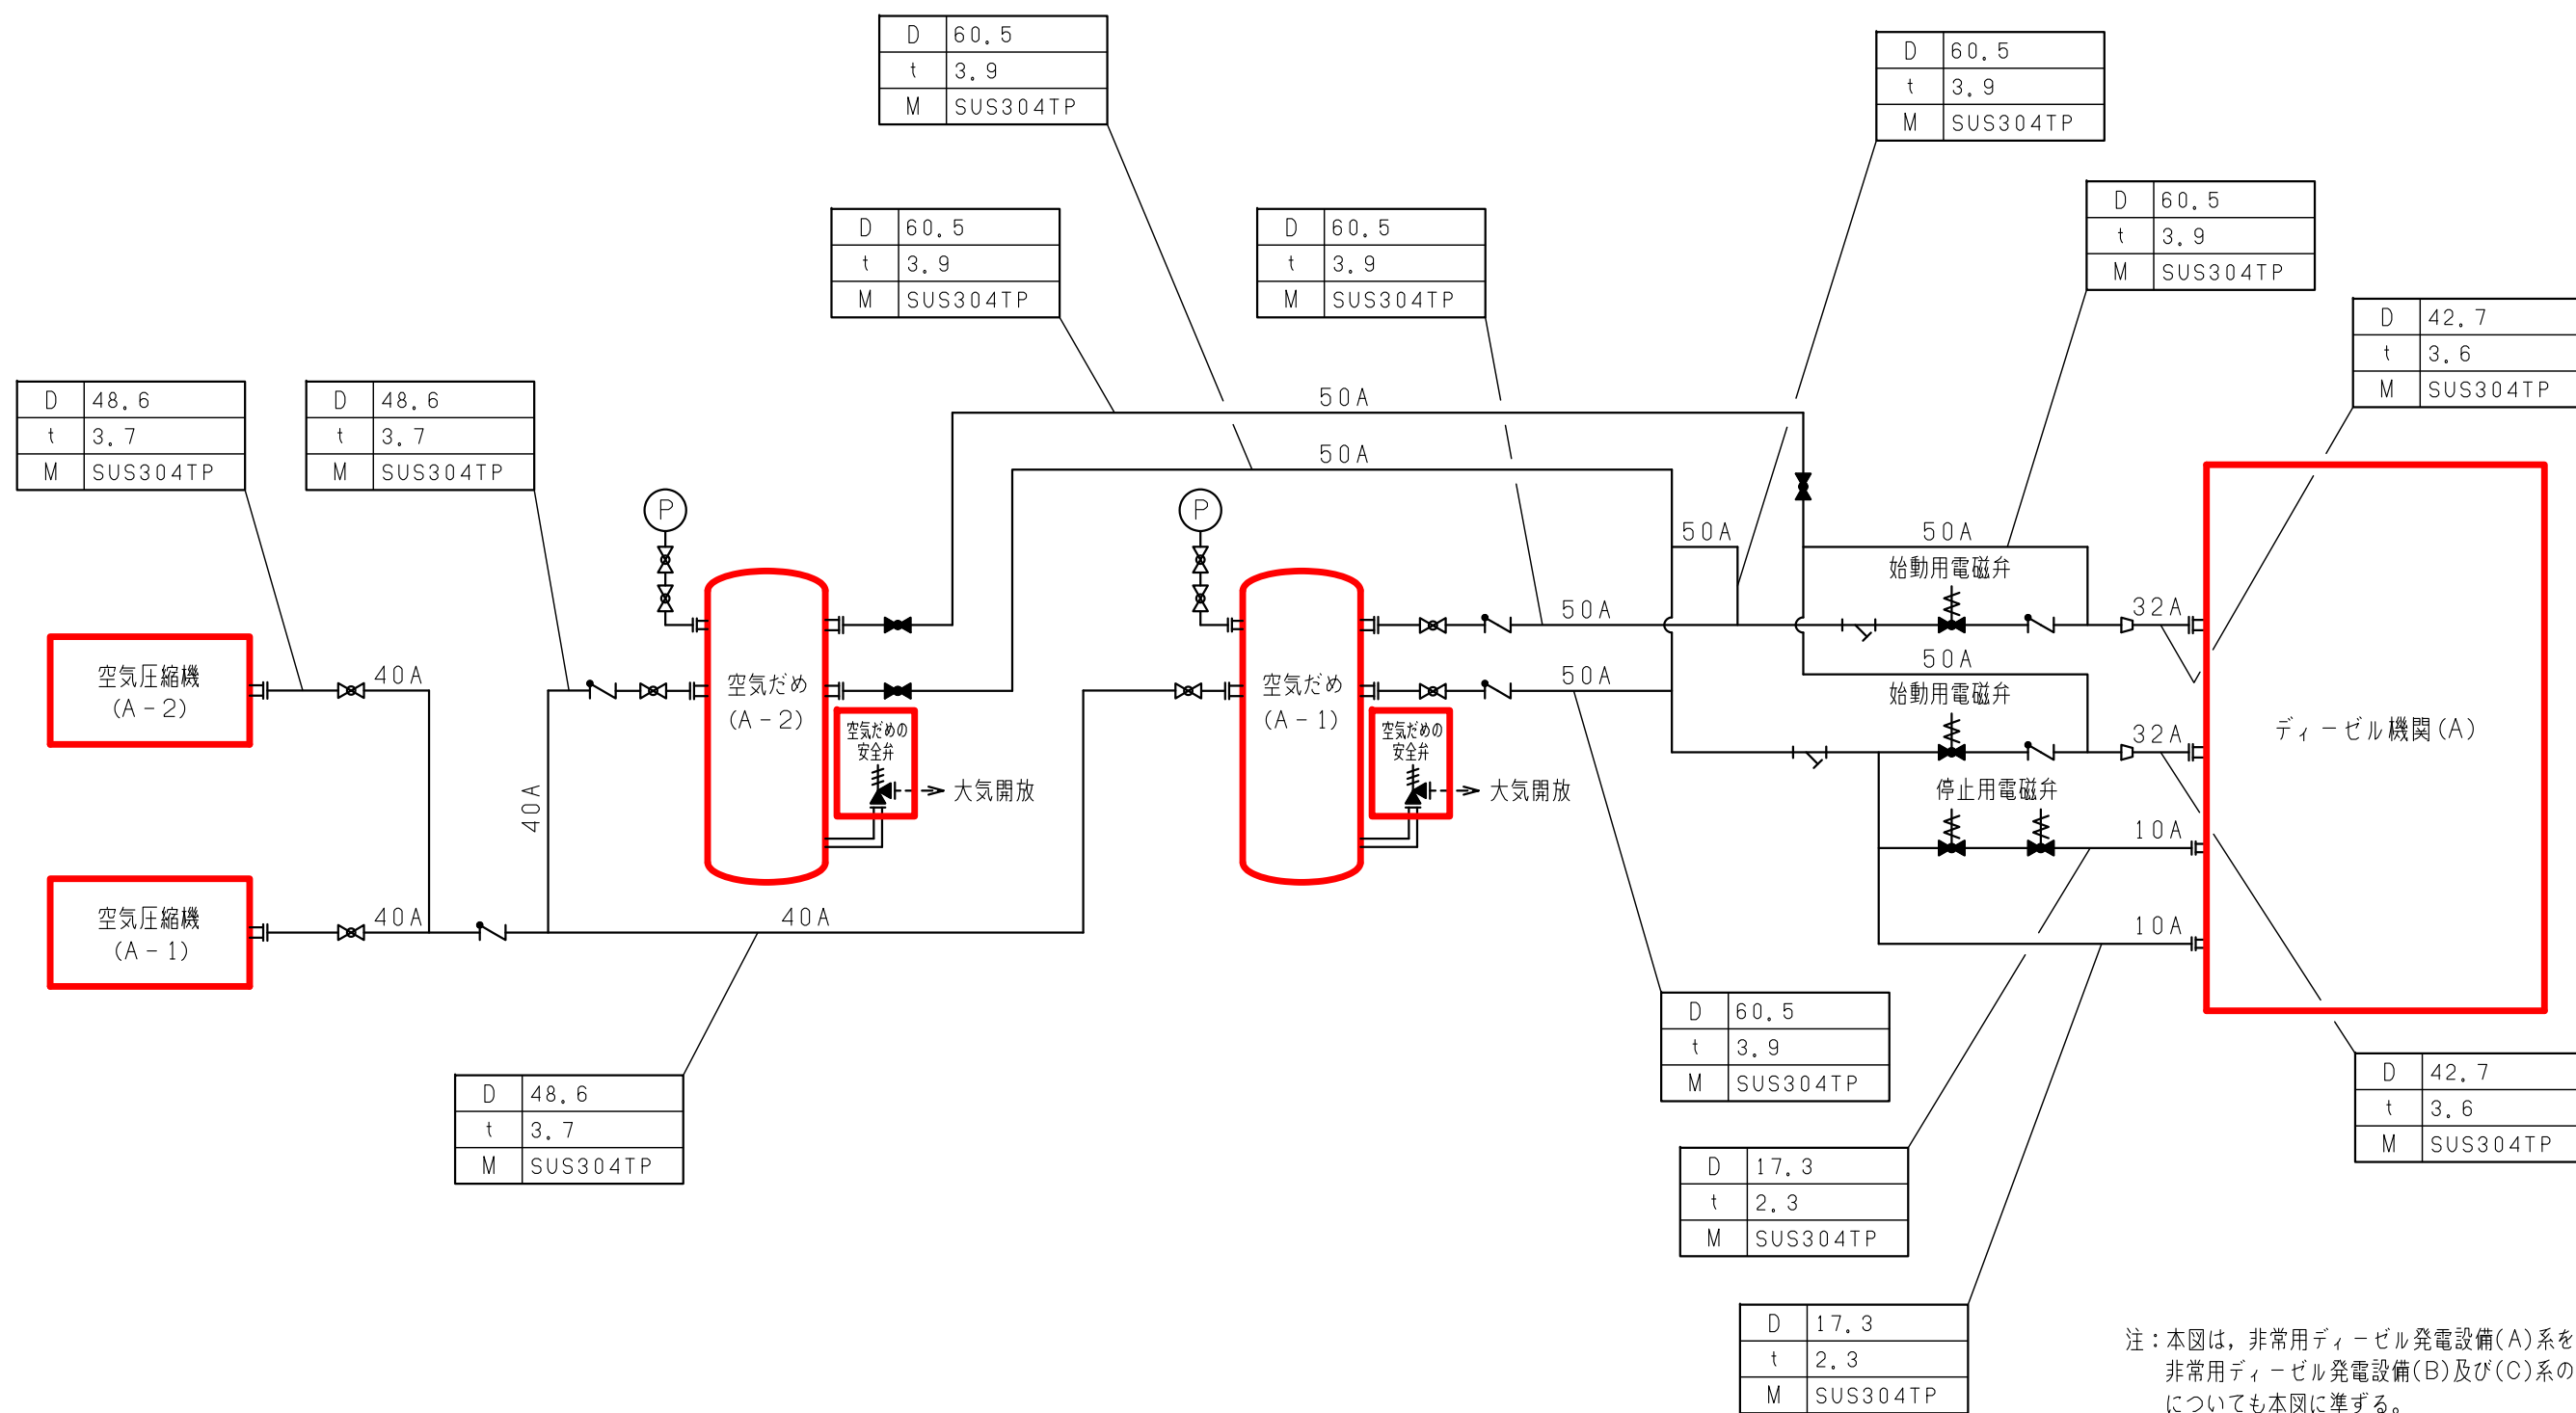 D 60.5
t 3.9
M SUS304TP
D 60.5
t 3.9
M SUS304TP
D 60.5
t 3.9
M SUS304TP
D 60.5
t 3.9
M SUS304TP
D 60.5
t 3.9
M SUS304TP
D 42.7
t 3.6
M SUS304TP
D 48.6
t 3.7
M SUS304TP
D 48.6
t 3.7
M SUS304TP
50A
50A
P
P
50A
50A
始動用電磁弁
50A
32A
空気圧縮機
(A-2)
40A
空気だめ
(A-2)
空気だめ
(A-1)
50A
50A
始動用電磁弁
32A
ディーゼル機関(A)
空気だめの
安全弁
大気開放
空気だめの
安全弁
大気開放
停止用電磁弁
40A
10A
空気圧縮機
(A-1)
40A
40A
10A
D 60.5
t 3.9
M SUS304TP
D 48.6
t 3.7
M SUS304TP
D 42.7
t 3.6
M SUS304TP
D 17.3
t 2.3
M SUS304TP
D 17.3
t 2.3
M SUS304TP
注：本図は，非常用ディーゼル発電設備(A)系を
非常用ディーゼル発電設備(B)及び(C)系の
についても本図に準ずる。